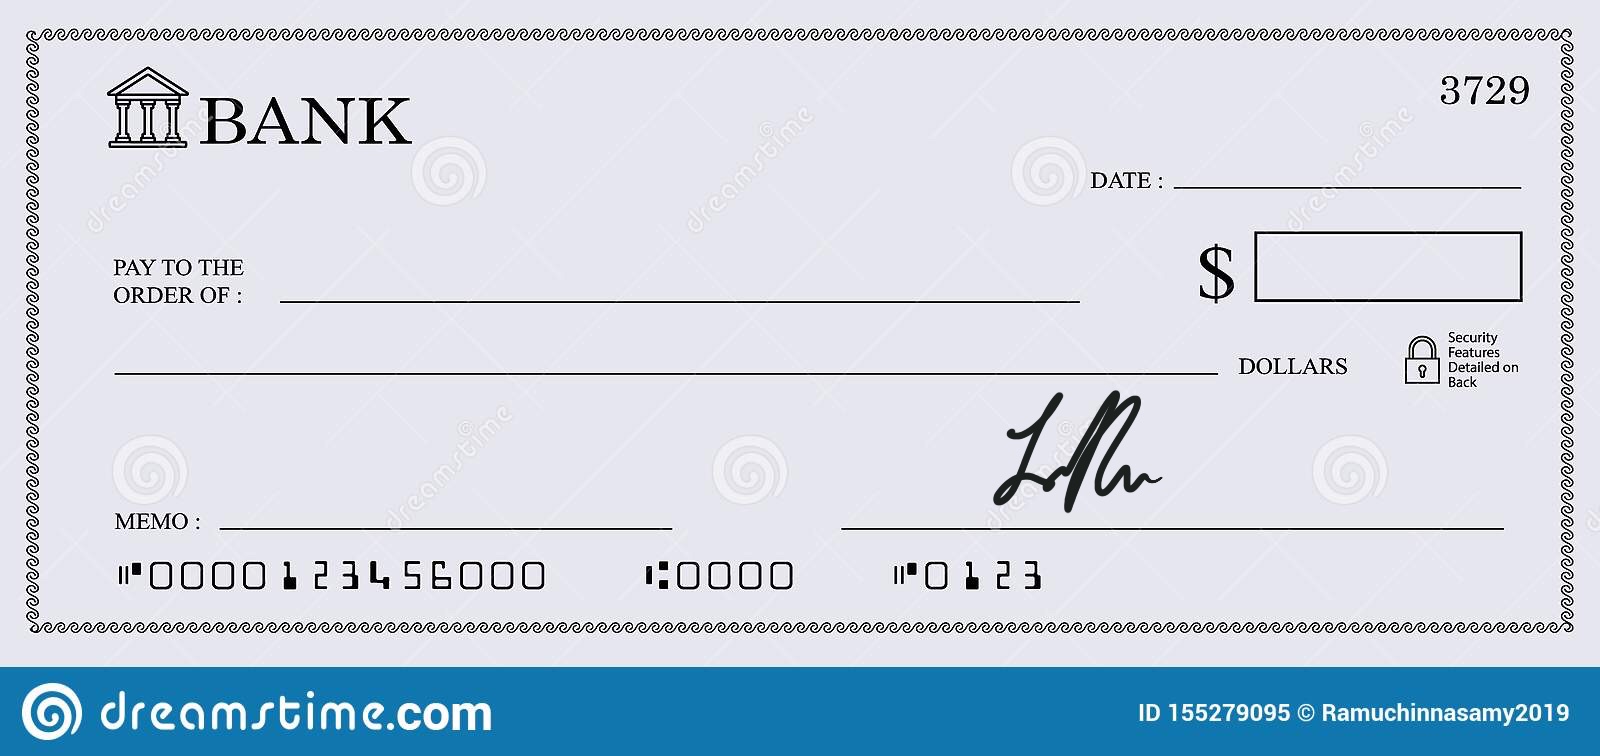 BANK
3729
DATE :
PAY TO THE
ORDER OF :
$
DOLLARS
Security
Features
Detailed on
Back
MEMO :
⑈0000123456000 ⑆0000 ⑈0123
dreamstime.com
ID 155279095 © Ramuchinnasamy2019